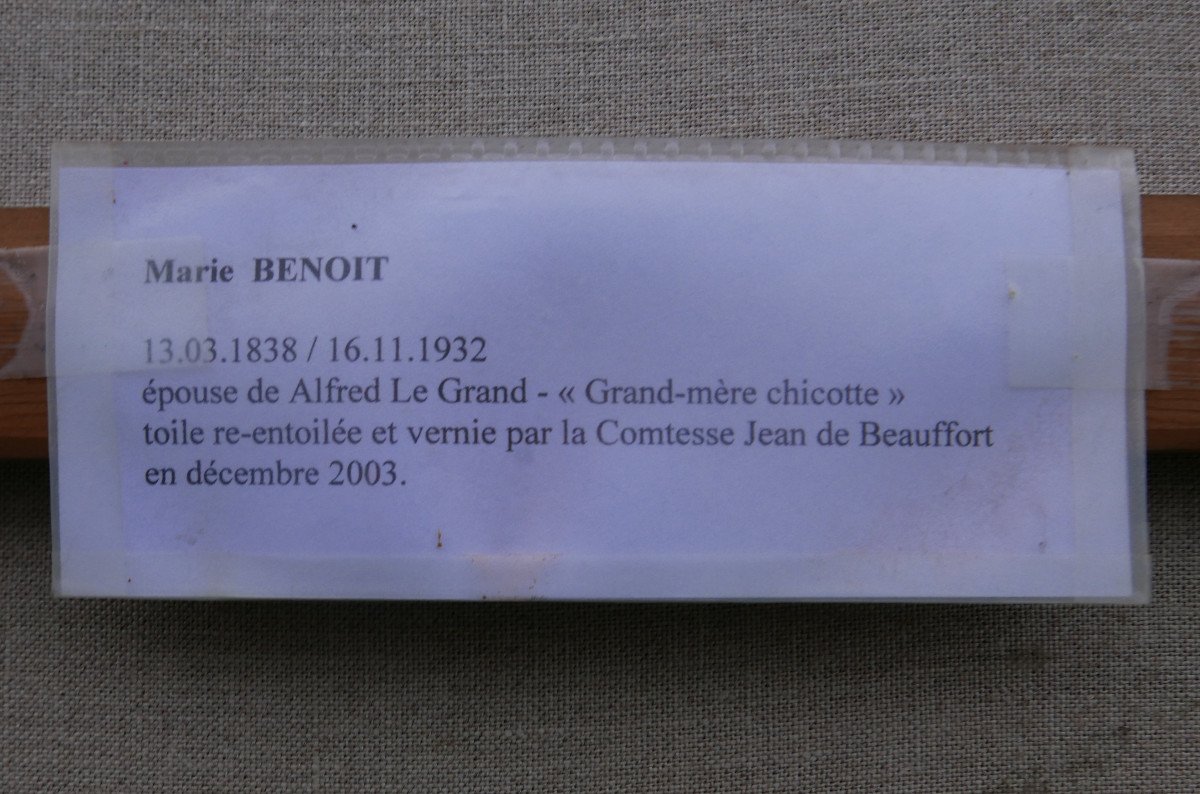 Marie BENOIT
13.03.1838 / 16.11.1932
épouse de Alfred Le Grand - « Grand-mère chicotte »
toile re-entoilée et vernie par la Comtesse Jean de Beauffort
en décembre 2003.